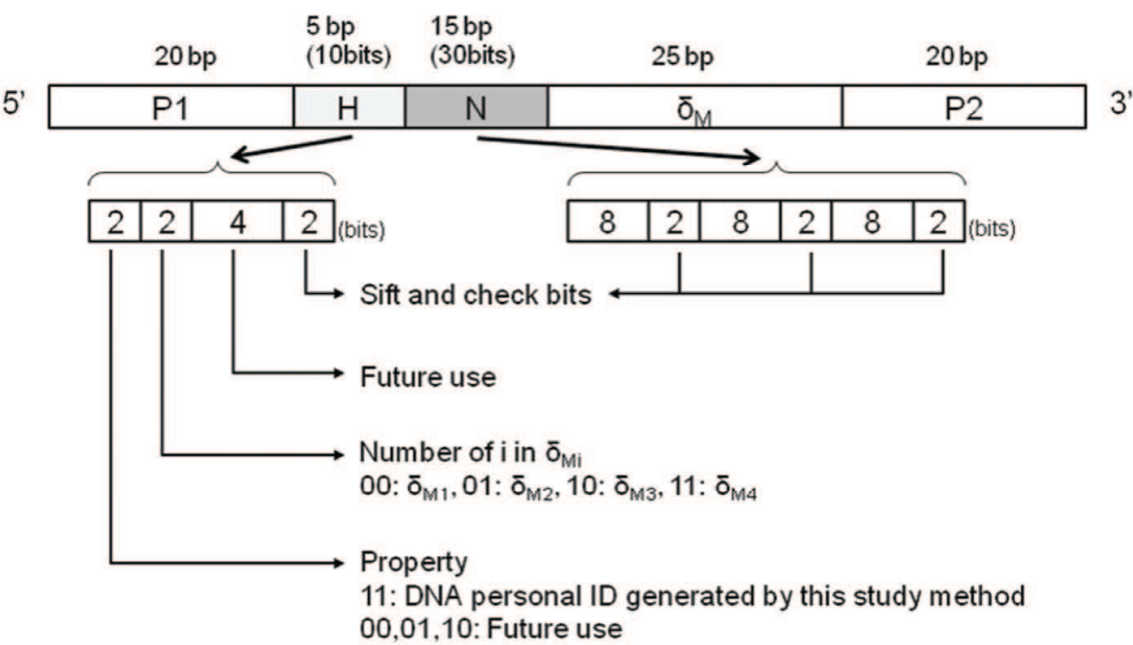 5 bp 15 bp
20 bp (10bits) (30bits) 25 bp 20 bp
5' P1 H N δM P2 3'
2 2 4 2 (bits) 8 2 8 2 8 2 (bits)
Sift and check bits
Future use
Number of i in δMi
00: δM1, 01: δM2, 10: δM3, 11: δM4
Property
11: DNA personal ID generated by this study method
00,01,10: Future use